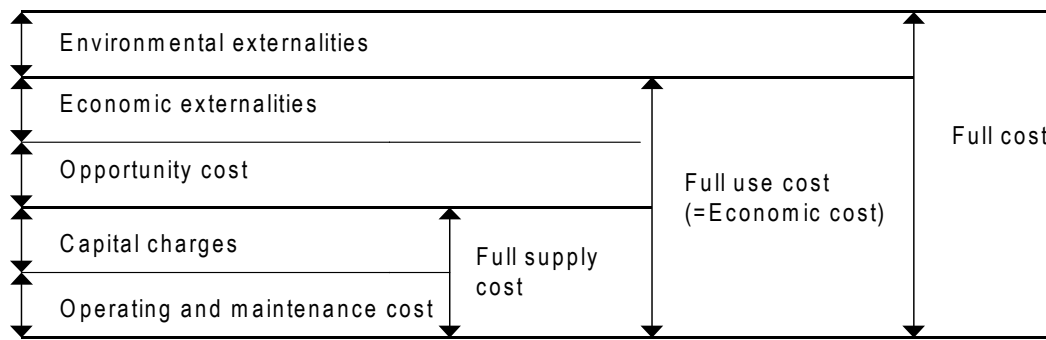 Environmental externalities
Economic externalities
Opportunity cost
Capital charges
Operating and maintenance cost
Full supply
cost
Full use cost
(=Economic cost)
Full cost